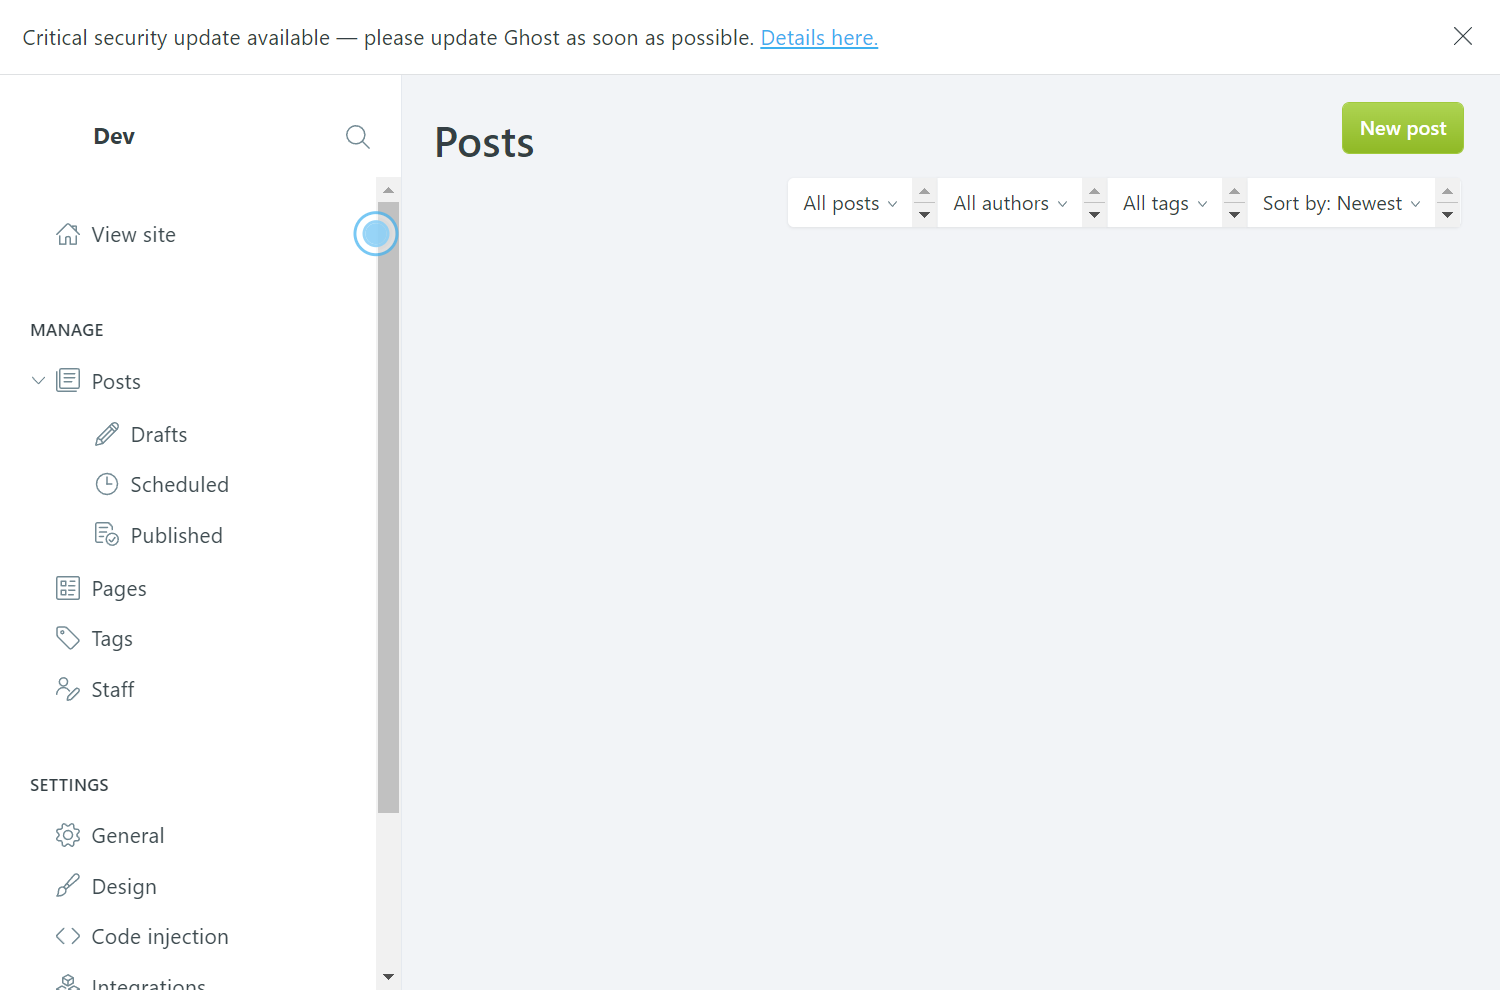 Critical security update available — please update Ghost as soon as possible. Details here.
Dev
View site
MANAGE
Posts
Drafts
Scheduled
Published
Pages
Tags
Staff
SETTINGS
General
Design
Code injection
Integrations
Posts
New post
All posts
All authors
All tags
Sort by: Newest